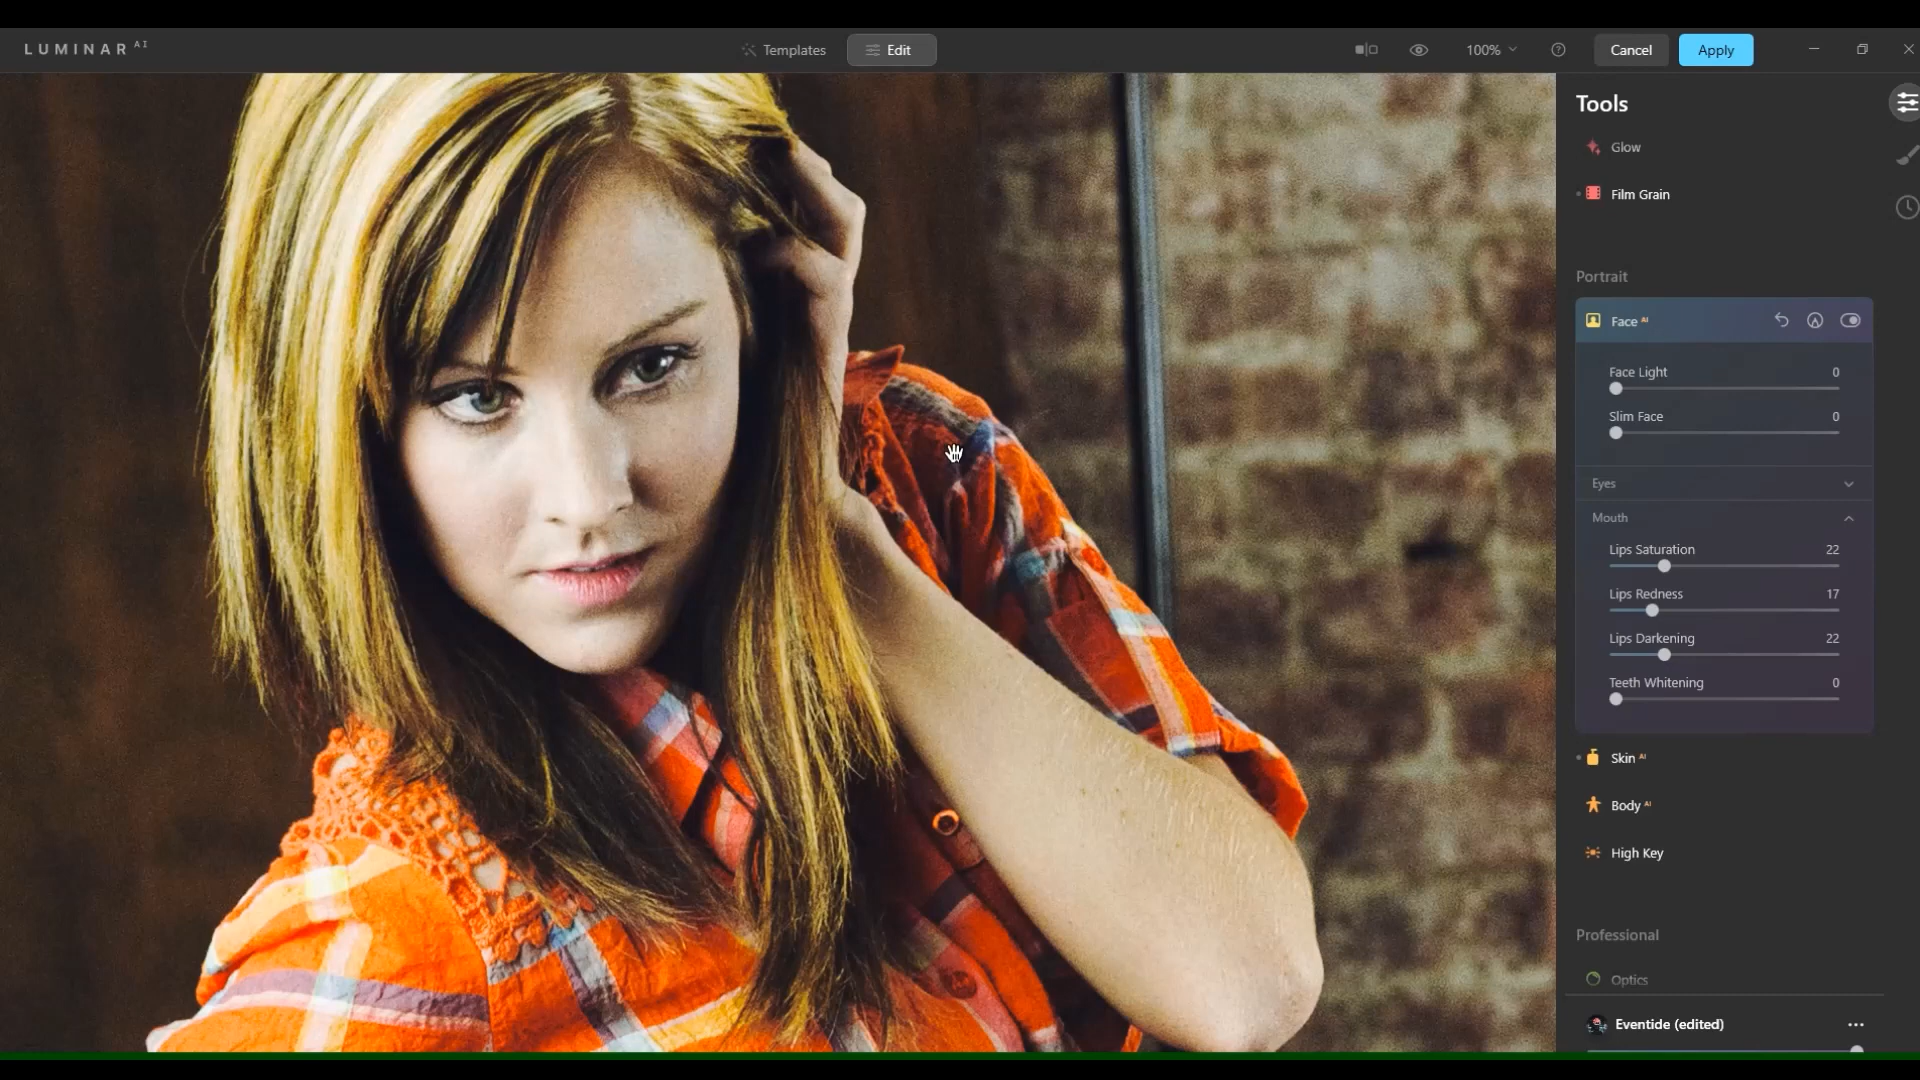 LUMINAR AI
Templates
Edit
100%
Cancel
Apply
Tools
Glow
Film Grain
Portrait
Face AI
Face Light 0
Slim Face 0
Eyes
Mouth
Lips Saturation 22
Lips Redness 17
Lips Darkening 22
Teeth Whitening 0
Skin AI
Body AI
High Key
Professional
Optics
Eventide (edited)